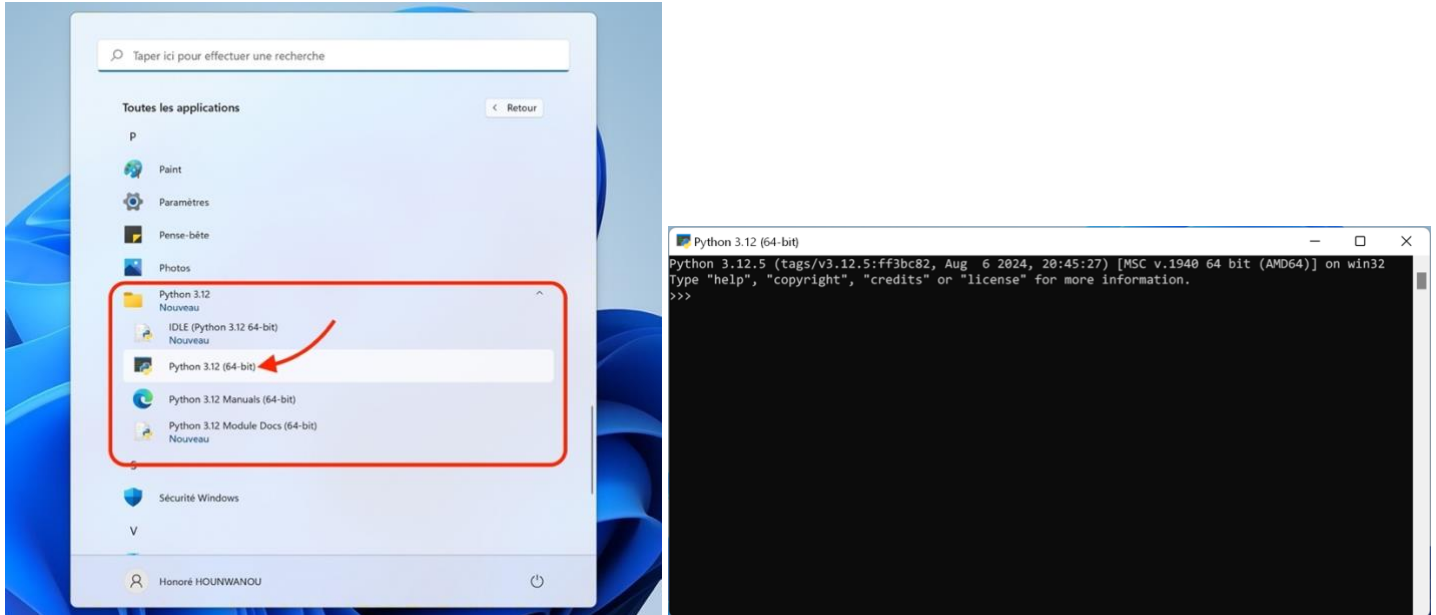 Taper ici pour effectuer une recherche
Toutes les applications
< Retour
P
Paint
Paramètres
Pense-bête
Photos
Python 3.12
Nouveau
IDLE (Python 3.12 64-bit)
Nouveau
Python 3.12 (64-bit)
Python 3.12 Manuals (64-bit)
Python 3.12 Module Docs (64-bit)
Nouveau
S
Sécurité Windows
V
Honoré HOUNWANOU
Python 3.12 (64-bit)
Python 3.12.5 (tags/v3.12.5:ff3bc82, Aug  6 2024, 20:45:27) [MSC v.1940 64 bit (AMD64)] on win32
Type "help", "copyright", "credits" or "license" for more information.
>>>